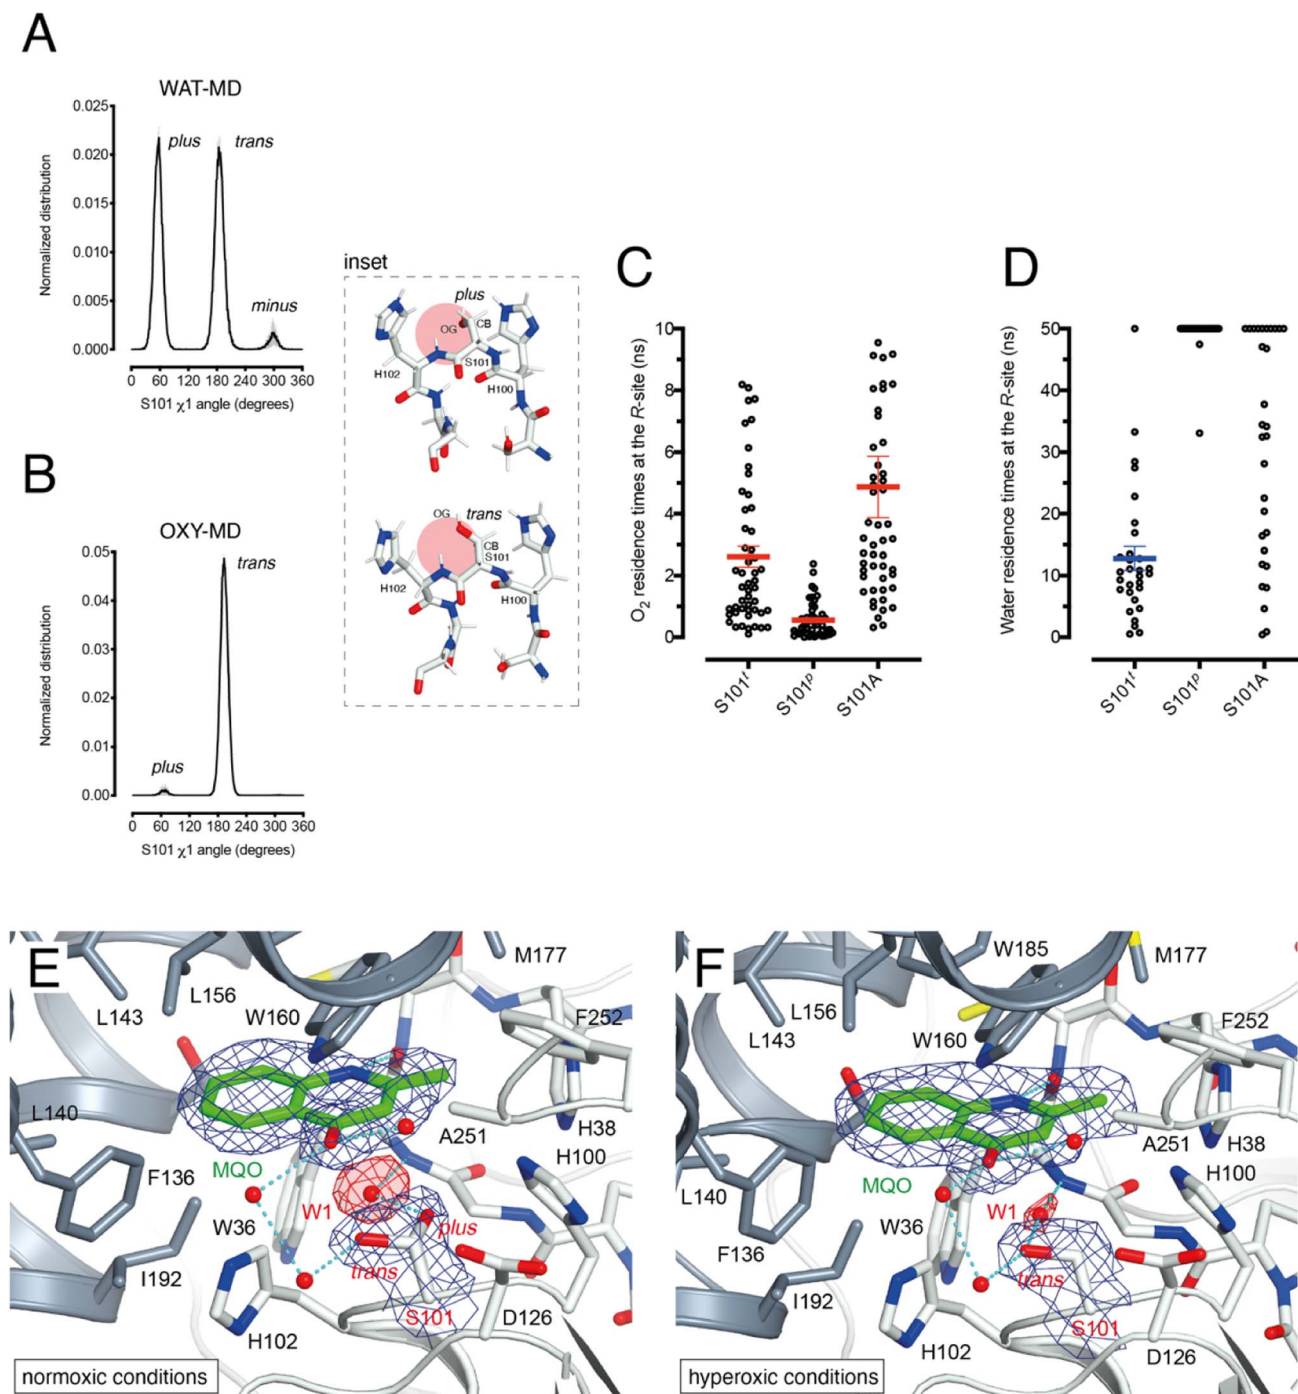 A
WAT-MD
Normalized distribution
0.025
0.020
0.015
0.010
0.005
0.000
plus
trans
minus
0 60 120 180 240 300 360
S101 χ1 angle (degrees)
B
OXY-MD
Normalized distribution
0.05
0.04
0.03
0.02
0.01
0.00
trans
plus
0 60 120 180 240 300 360
S101 χ1 angle (degrees)
inset
plus
OG
CB
S101
H102
H100
OG
trans
CB
S101
H102
H100
C
O2 residence times at the R-site (ns)
10
8
6
4
2
0
S101t
S101p
S101A
D
Water residence times at the R-site (ns)
50
40
30
20
10
0
S101t
S101p
S101A
E
M177
L156
L143
W160
F252
L140
A251
H38
MQO
H100
F136
W1
plus
W36
trans
I192
S101
D126
H102
normoxic conditions
F
W185
M177
L156
L143
W160
F252
A251
H38
MQO
H100
L140
W1
W36
F136
trans
I192
S101
H102
D126
hyperoxic conditions